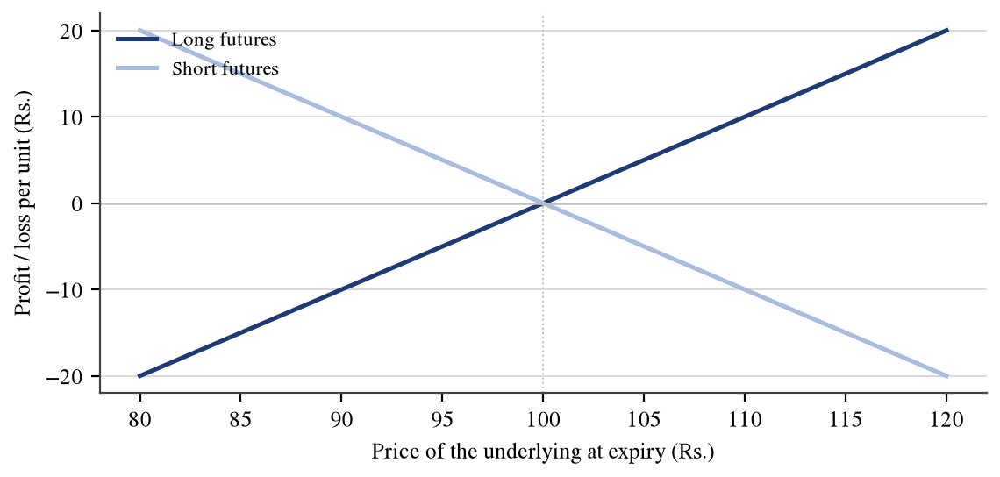 Long futures
Short futures
Profit / loss per unit (Rs.)
20
10
0
−10
−20
80 85 90 95 100 105 110 115 120
Price of the underlying at expiry (Rs.)